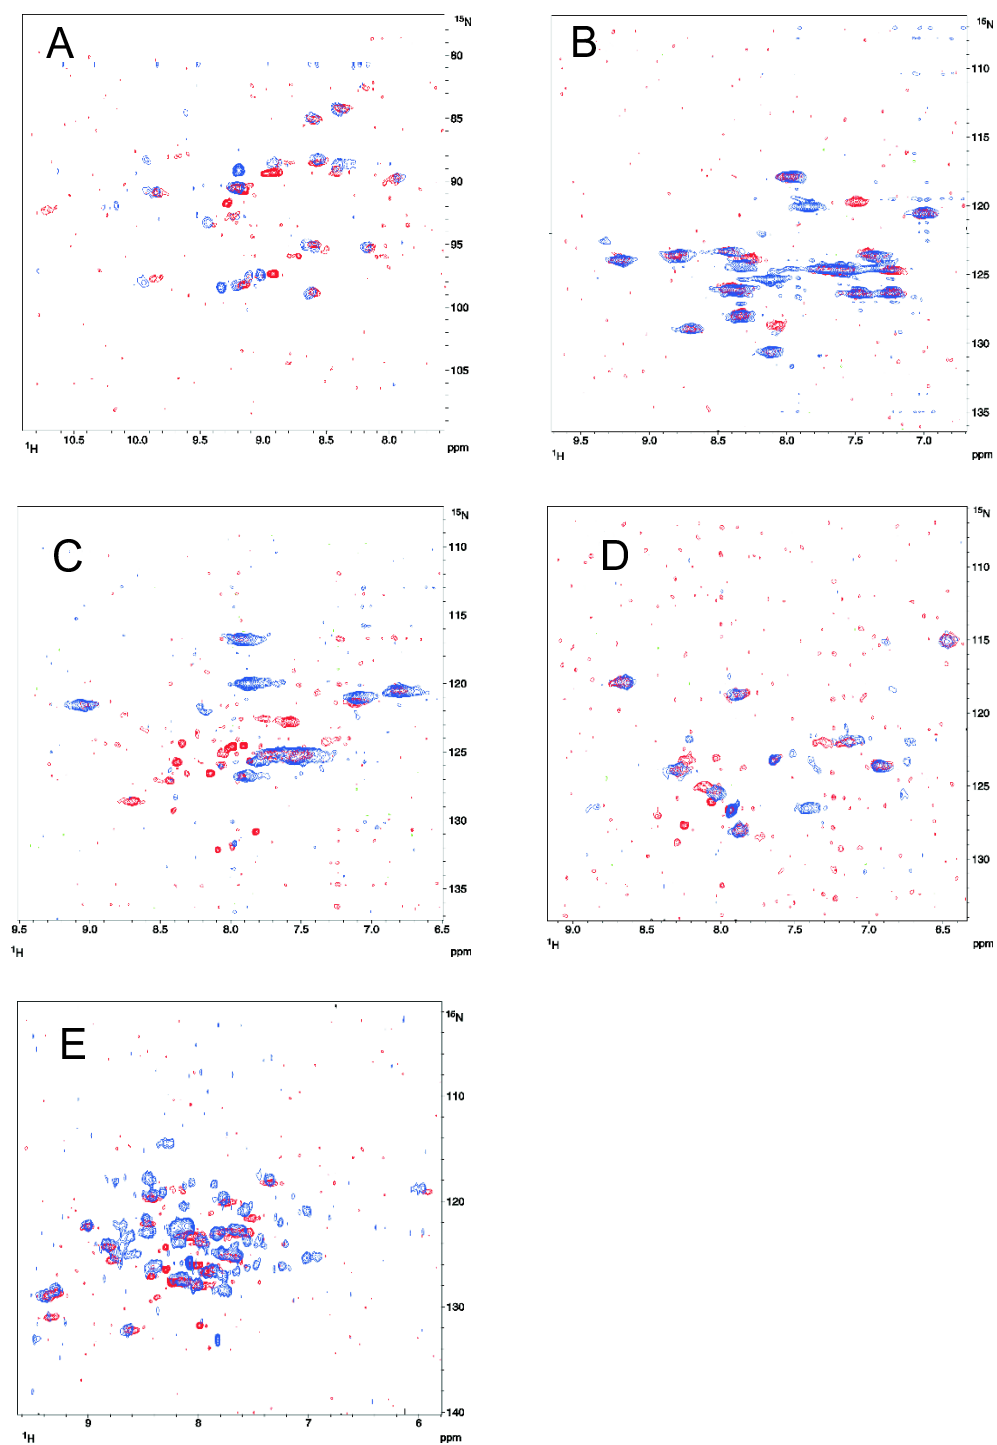 A
¹⁵N
80
85
90
95
100
105
10.5 10.0 9.5 9.0 8.5 8.0
¹H ppm
B
¹⁵N
110
115
120
125
130
135
9.5 9.0 8.5 8.0 7.5 7.0
¹H ppm
C
¹⁵N
110
115
120
125
130
135
9.5 9.0 8.5 8.0 7.5 7.0 6.5
¹H ppm
D
¹⁵N
110
115
120
125
130
9.0 8.5 8.0 7.5 7.0 6.5
¹H ppm
E
¹⁵N
110
120
130
140
9 8 7 6
¹H ppm